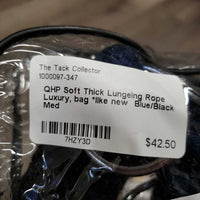 The Tack Collector
1000097-347
QHP Soft Thick Lungeing Rope
Luxury, bag *like new  Blue/Black
Med
7HZY3D
$42.50